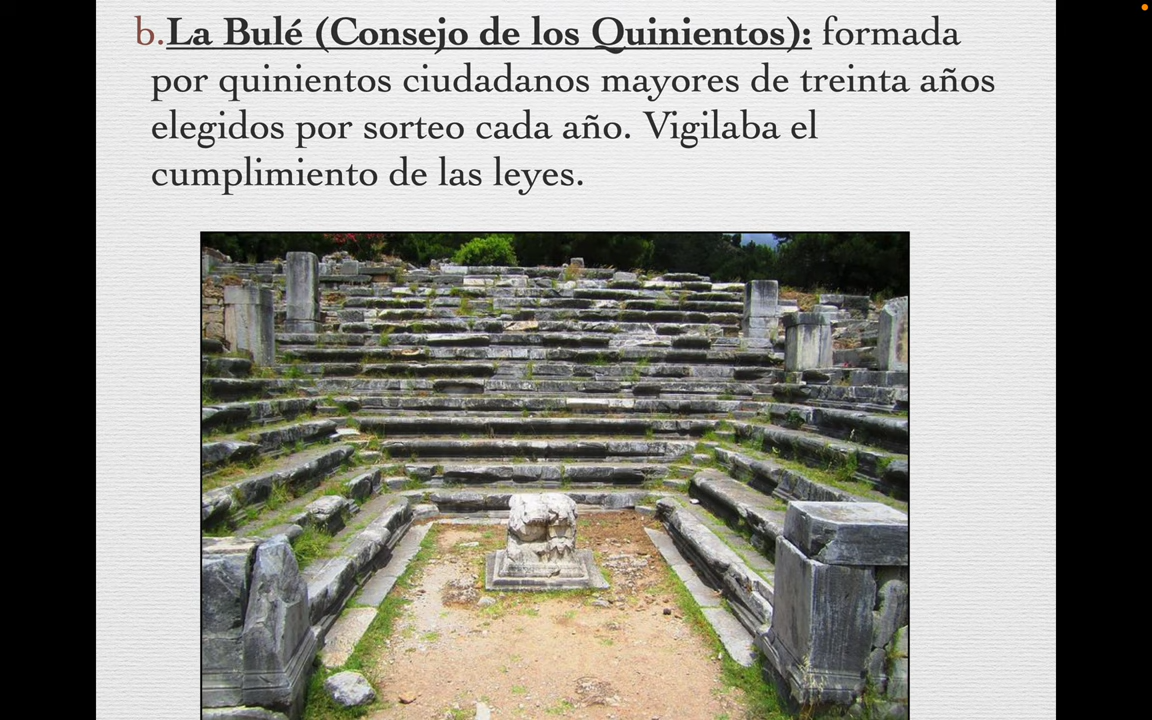 b.La Bulé (Consejo de los Quinientos): formada
por quinientos ciudadanos mayores de treinta años
elegidos por sorteo cada año. Vigilaba el
cumplimiento de las leyes.